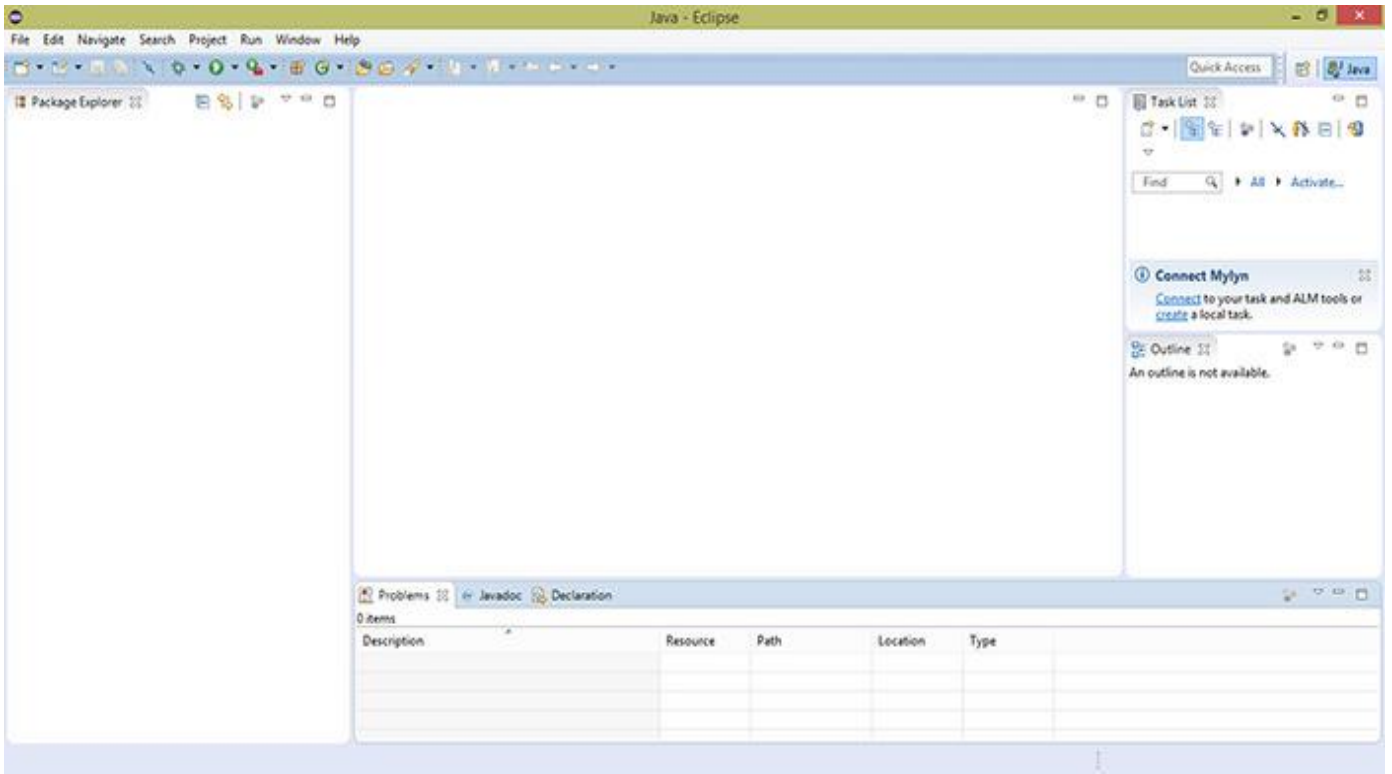 Java - Eclipse
File Edit Navigate Search Project Run Window Help
Quick Access
Java
Package Explorer
Task List
Find
All
Activate...
Connect Mylyn
Connect to your task and ALM tools or
create a local task.
Outline
An outline is not available.
Problems Javadoc Declaration
0 items
Description Resource Path Location Type